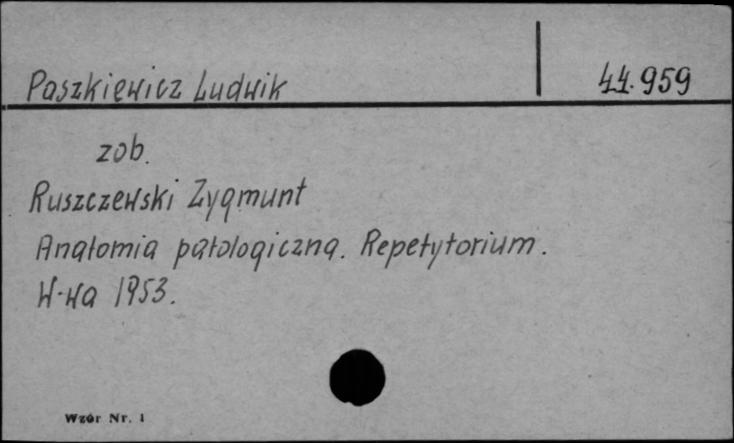 Paszkiewicz Ludwik 44.959
zob.
Ruszczewski Zygmunt
Anatomia patologiczna. Repetytorium.
W-wa 1953.
Wzór Nr. 1